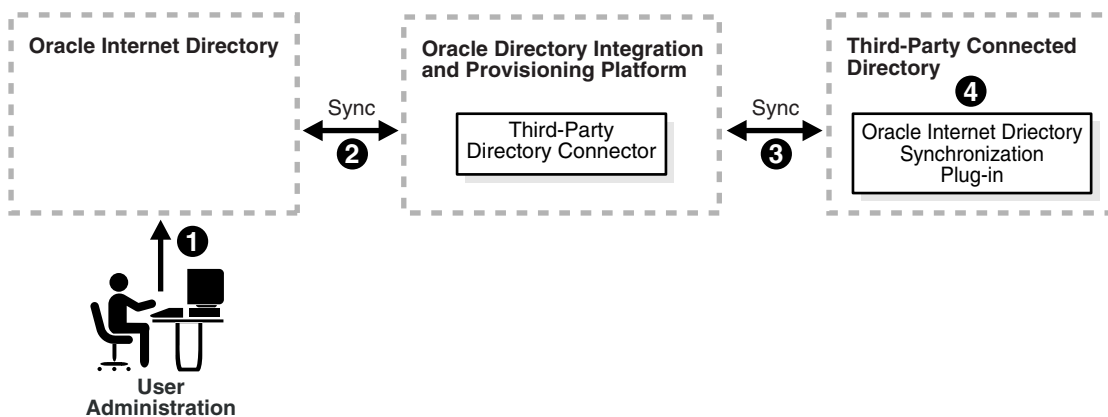 Oracle Internet Directory
Oracle Directory Integration
and Provisioning Platform
Third-Party Connected
Directory
4
Sync
2
Third-Party
Directory Connector
Sync
3
Oracle Internet Driectory
Synchronization
Plug-in
1
User
Administration